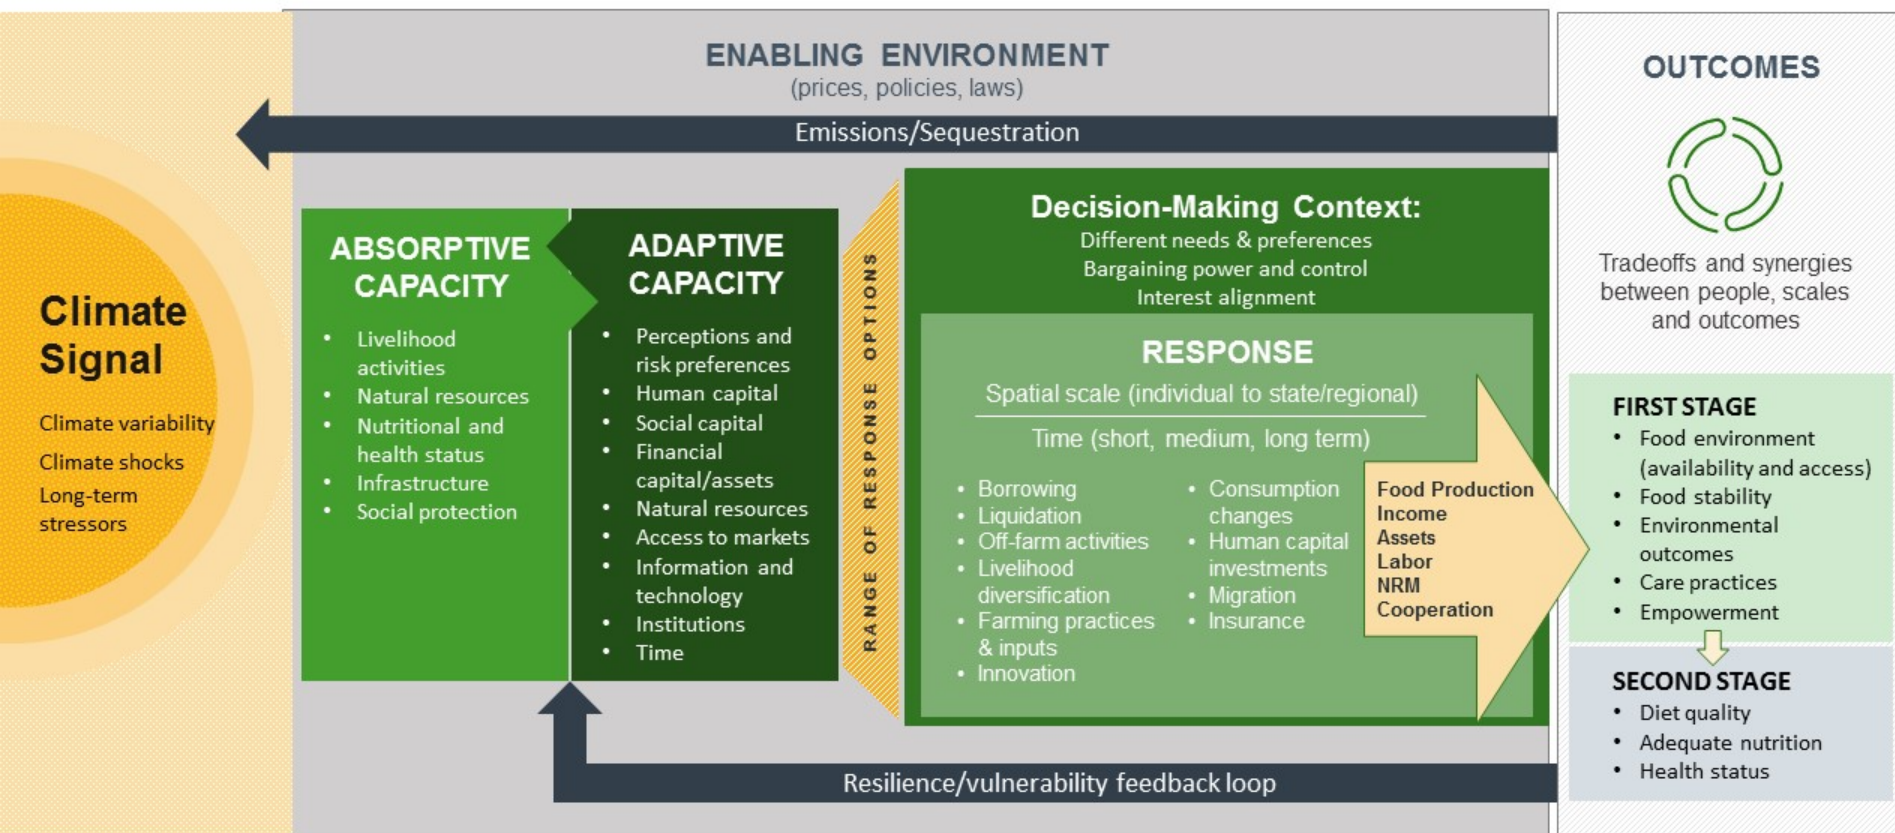 ENABLING ENVIRONMENT
(prices, policies, laws)
Emissions/Sequestration
Climate
Signal
Climate variability
Climate shocks
Long-term
stressors
ABSORPTIVE
CAPACITY
• Livelihood
activities
• Natural resources
• Nutritional and
health status
• Infrastructure
• Social protection
ADAPTIVE
CAPACITY
• Perceptions and
risk preferences
• Human capital
• Social capital
• Financial
capital/assets
• Natural resources
• Access to markets
• Information and
technology
• Institutions
• Time
RANGE OF RESPONSE OPTIONS
Decision-Making Context:
Different needs & preferences
Bargaining power and control
Interest alignment
RESPONSE
Spatial scale (individual to state/regional)
Time (short, medium, long term)
• Borrowing
• Liquidation
• Off-farm activities
• Livelihood
diversification
• Farming practices
& inputs
• Innovation
• Consumption
changes
• Human capital
investments
• Migration
• Insurance
Food Production
Income
Assets
Labor
NRM
Cooperation
Resilience/vulnerability feedback loop
OUTCOMES
Tradeoffs and synergies
between people, scales
and outcomes
FIRST STAGE
• Food environment
(availability and access)
• Food stability
• Environmental
outcomes
• Care practices
• Empowerment
SECOND STAGE
• Diet quality
• Adequate nutrition
• Health status